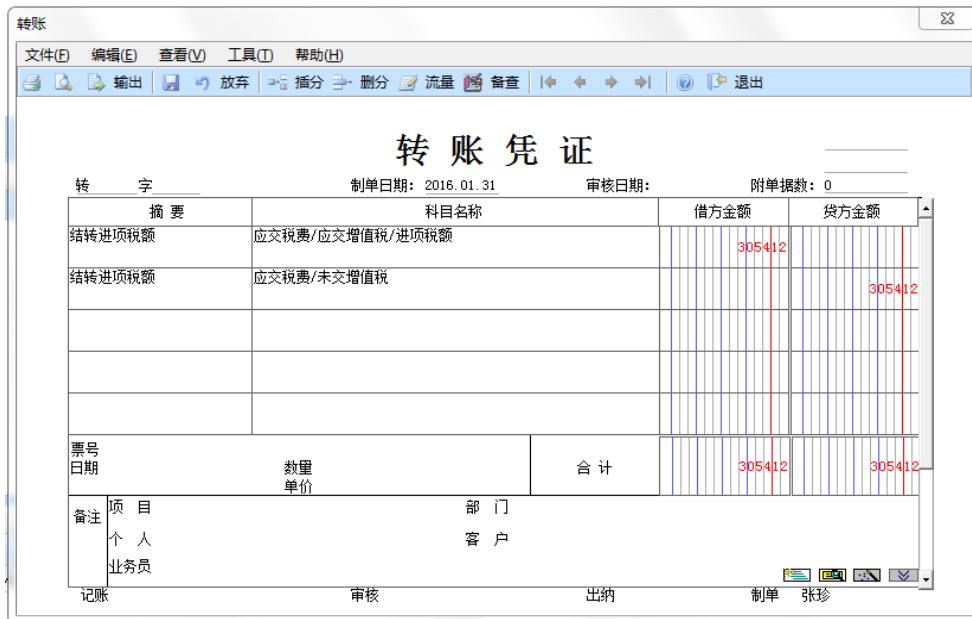 转账
文件(F) 编辑(E) 查看(V) 工具(T) 帮助(H)
输出 放弃 插分 删分 流量 备查 退出
转 账 凭 证
转 字 制单日期: 2016.01.31 审核日期: 附单据数: 0
摘 要 科目名称 借方金额 贷方金额
结转进项税额 应交税费/应交增值税/进项税额 305412
结转进项税额 应交税费/未交增值税 305412
票号
日期 数量 合 计 305412 305412
单价
备注 项 目 部 门
个 人 客 户
业务员
记账 审核 出纳 制单 张珍